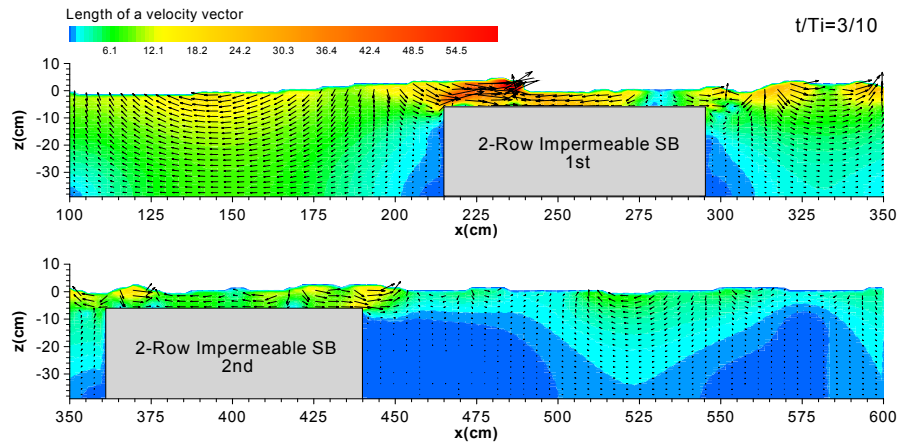 Length of a velocity vector
6.1 12.1 18.2 24.2 30.3 36.4 42.4 48.5 54.5
t/Ti=3/10
10
0
-10
-20
-30
z(cm)
2-Row Impermeable SB
1st
100 125 150 175 200 225 250 275 300 325 350
x(cm)
10
0
-10
-20
-30
z(cm)
2-Row Impermeable SB
2nd
350 375 400 425 450 475 500 525 550 575 600
x(cm)